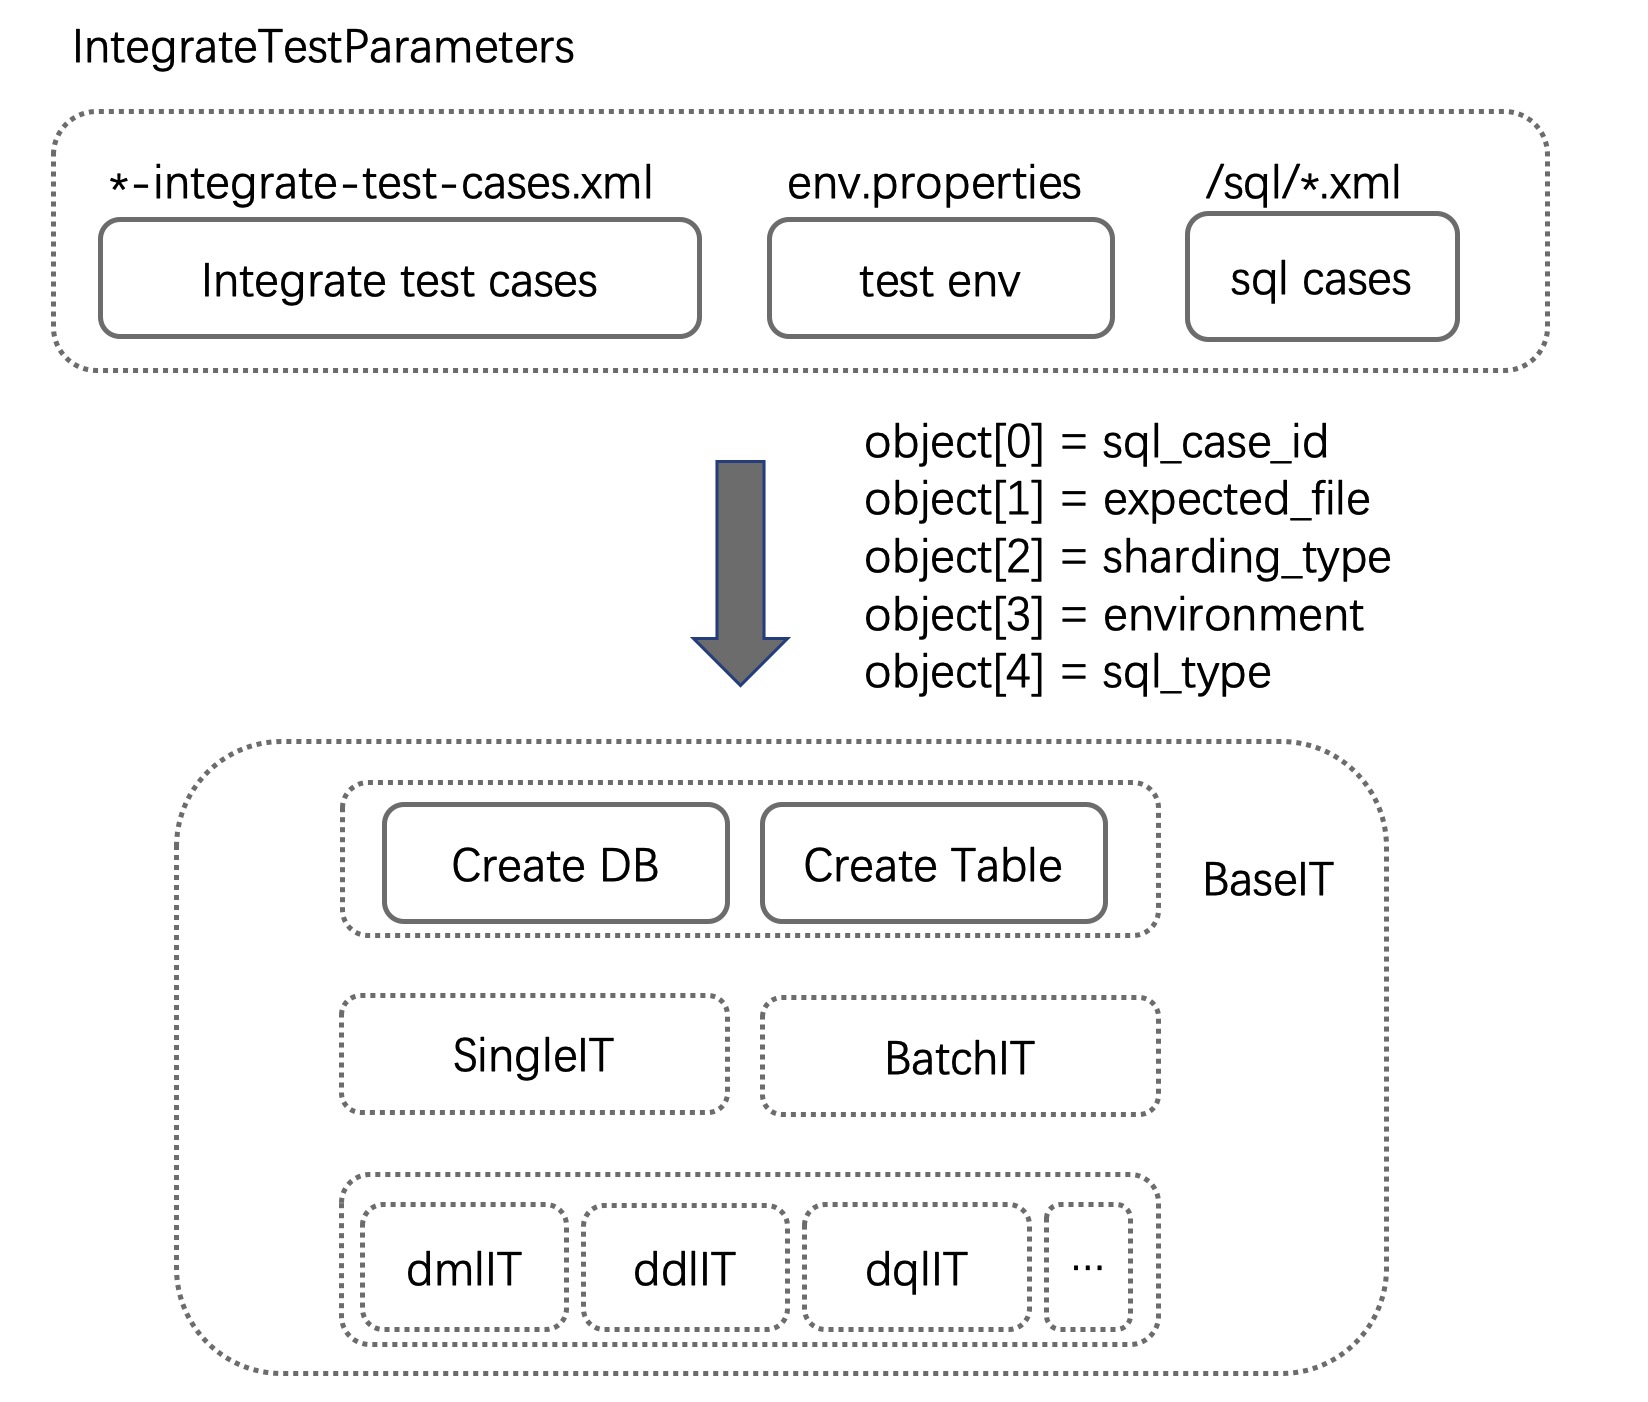 IntegrateTestParameters
*-integrate-test-cases.xml
env.properties
/sql/*.xml
Integrate test cases
test env
sql cases
object[0] = sql_case_id
object[1] = expected_file
object[2] = sharding_type
object[3] = environment
object[4] = sql_type
Create DB
Create Table
BaseIT
SingleIT
BatchIT
dmlIT
ddlIT
dqlIT
...